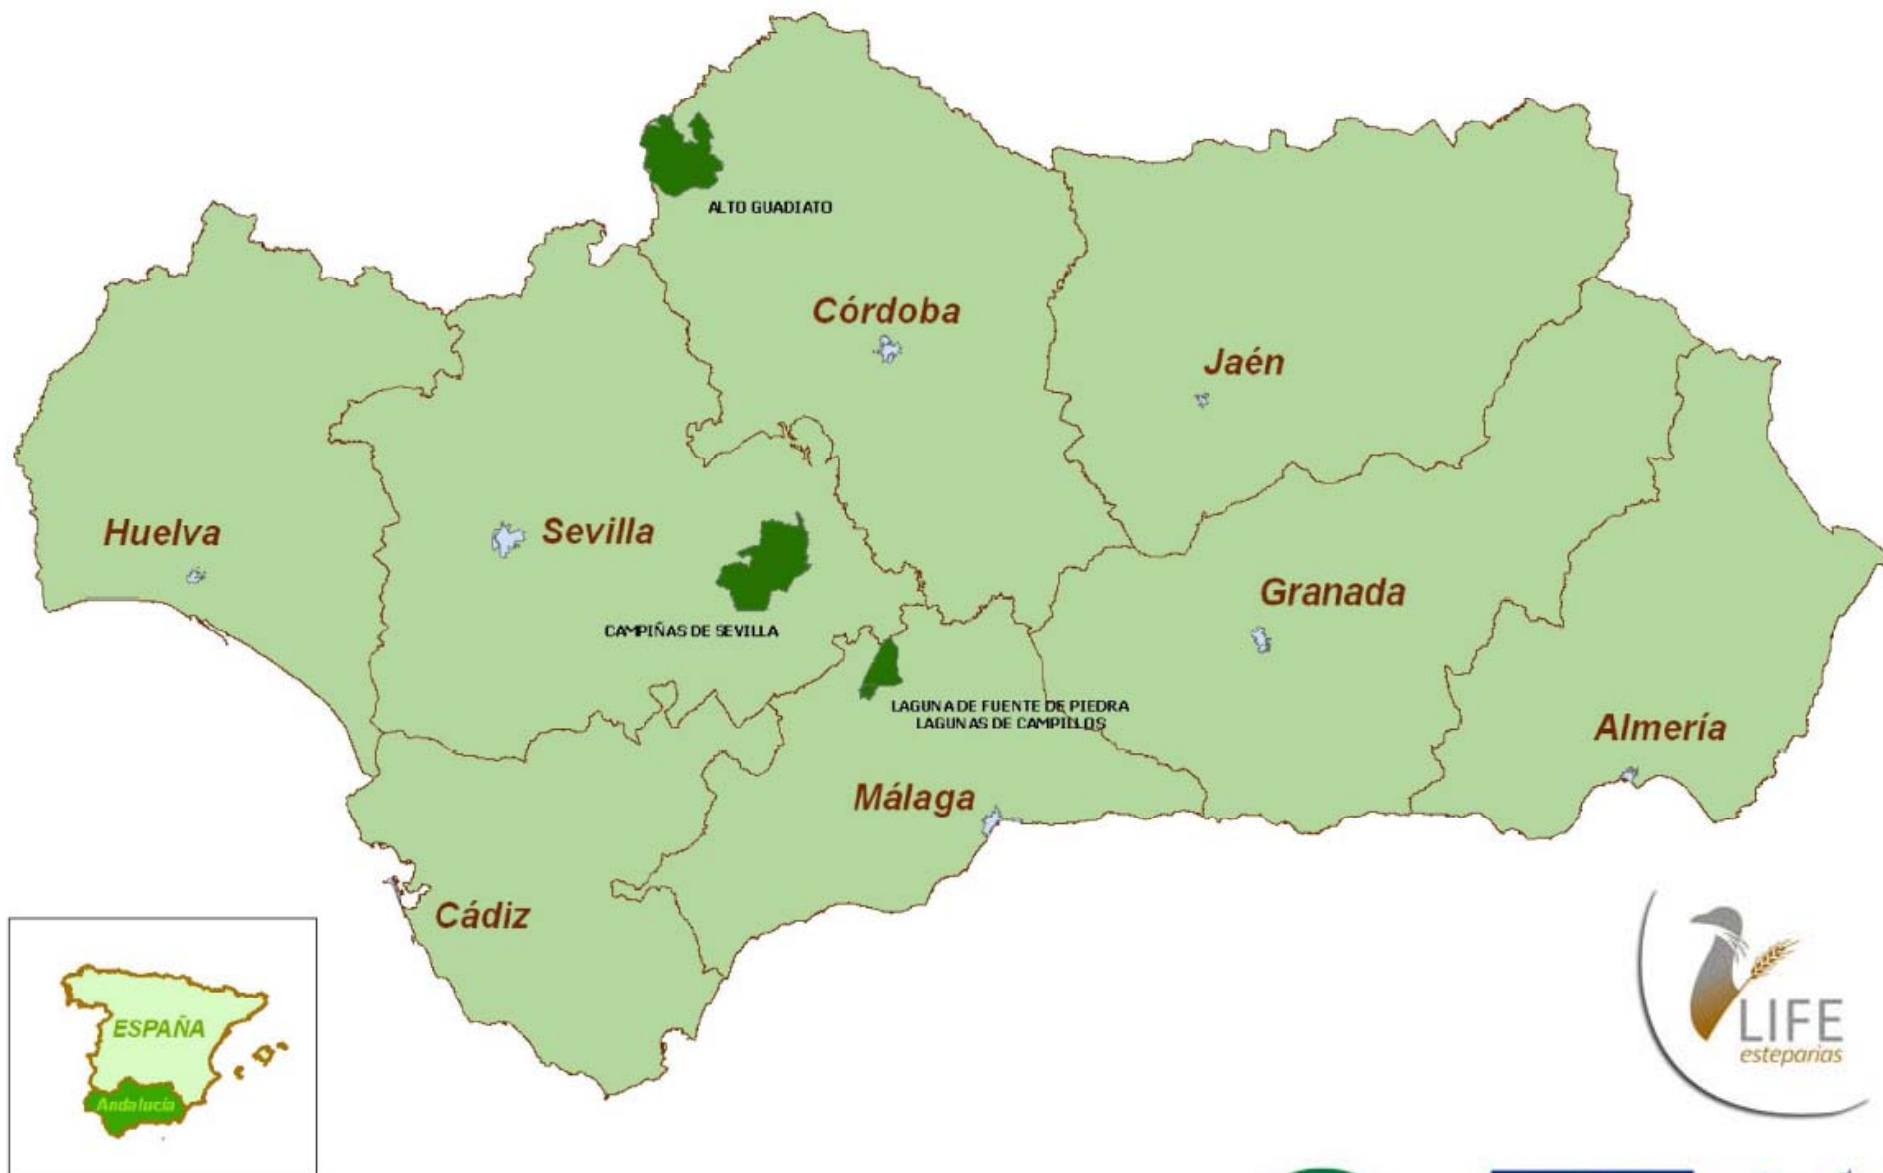 ALTO GUADIATO
Córdoba
Jaén
Huelva
Sevilla
Granada
CAMPIÑAS DE SEVILLA
LAGUNA DE FUENTE DE PIEDRA
LAGUNAS DE CAMPILLOS
Almería
Málaga
Cádiz
ESPAÑA
Andalucía
LIFE
esteparias